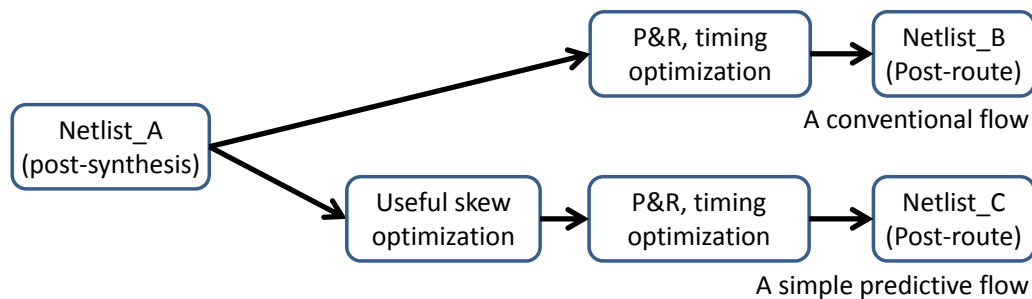 P&R, timing
optimization
Netlist_B
(Post-route)
A conventional flow
Netlist_A
(post-synthesis)
Useful skew
optimization
P&R, timing
optimization
Netlist_C
(Post-route)
A simple predictive flow